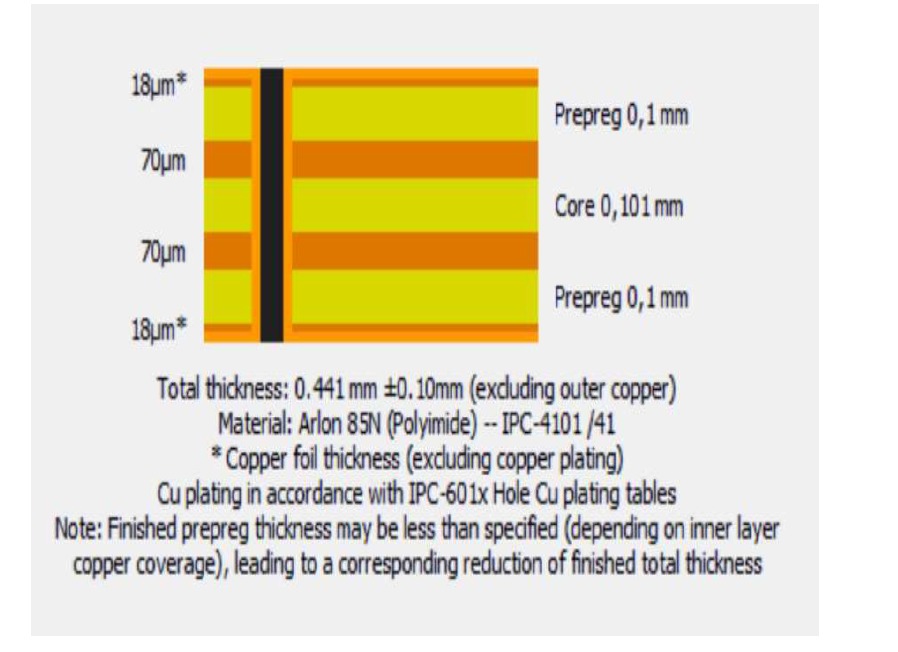 18µm*
Prepreg 0,1 mm
70µm
Core 0,101 mm
70µm
Prepreg 0,1 mm
18µm*
Total thickness: 0.441 mm ±0.10mm (excluding outer copper)
Material: Arlon 85N (Polyimide) -- IPC-4101 /41
* Copper foil thickness (excluding copper plating)
Cu plating in accordance with IPC-601x Hole Cu plating tables
Note: Finished prepreg thickness may be less than specified (depending on inner layer
copper coverage), leading to a corresponding reduction of finished total thickness